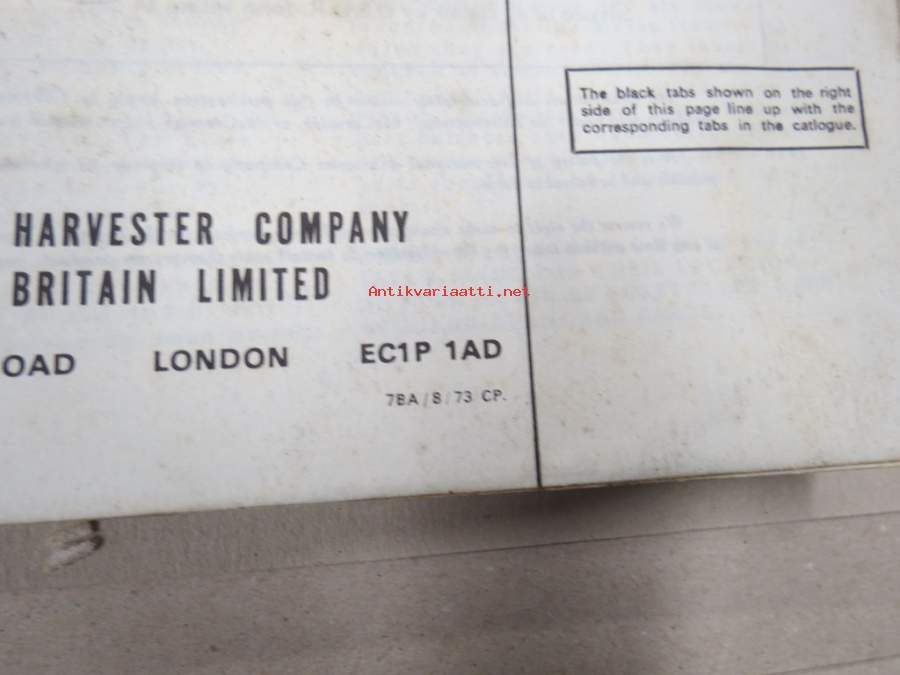 The black tabs shown on the right
side of this page line up with the
corresponding tabs in the catlogue.
HARVESTER COMPANY
BRITAIN LIMITED
Antikvariaatti.net
OAD LONDON EC1P 1AD
7BA/8/73 CP.